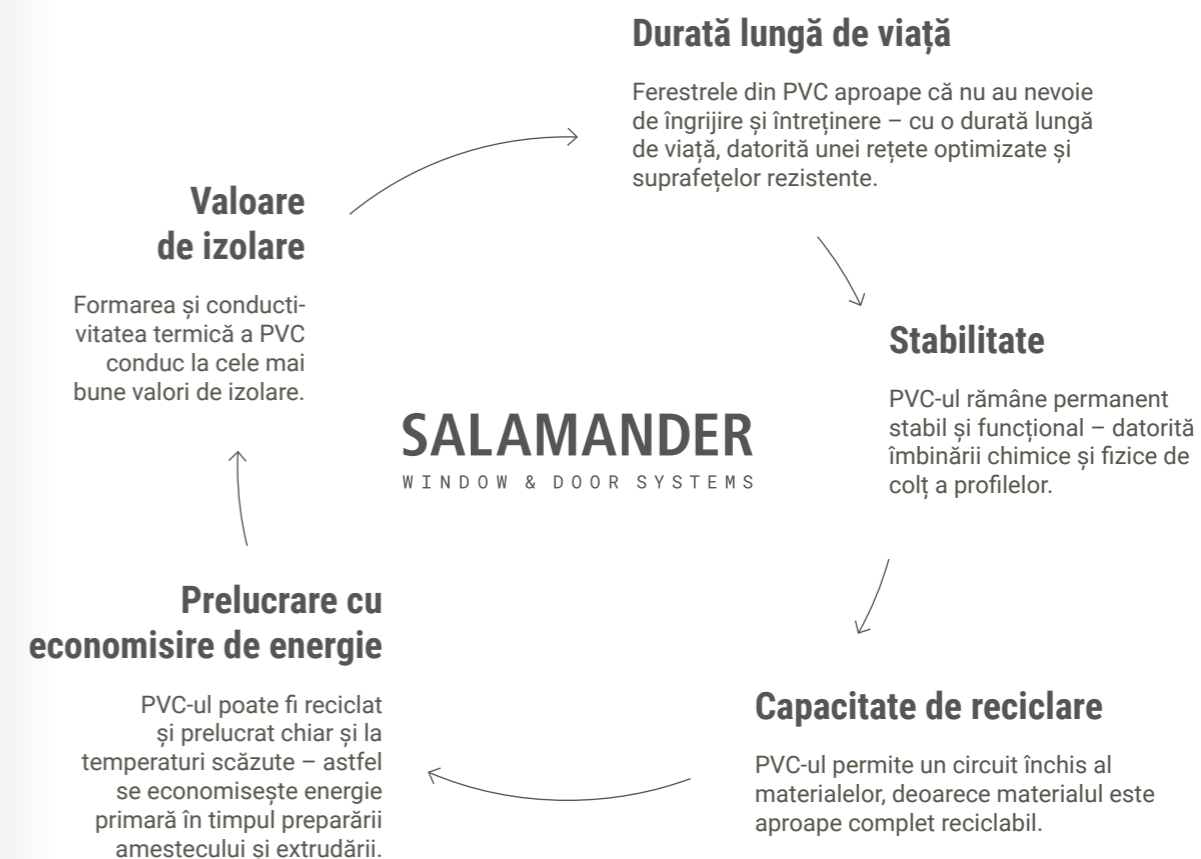 Durată lungă de viață
Ferestrele din PVC aproape că nu au nevoie
de îngrijire și întreținere – cu o durată lungă
de viață, datorită unei rețete optimizate și
suprafețelor rezistente.
Valoare
de izolare
Formarea și conducti-
vitatea termică a PVC
conduc la cele mai
bune valori de izolare.
Stabilitate
PVC-ul rămâne permanent
stabil și funcțional – datorită
îmbinării chimice și fizice de
colț a profilelor.
SALAMANDER
WINDOW & DOOR SYSTEMS
Prelucrare cu
economisire de energie
PVC-ul poate fi reciclat
și prelucrat chiar și la
temperaturi scăzute – astfel
se economisește energie
primară în timpul preparării
amestecului și extrudării.
Capacitate de reciclare
PVC-ul permite un circuit închis al
materialelor, deoarece materialul este
aproape complet reciclabil.